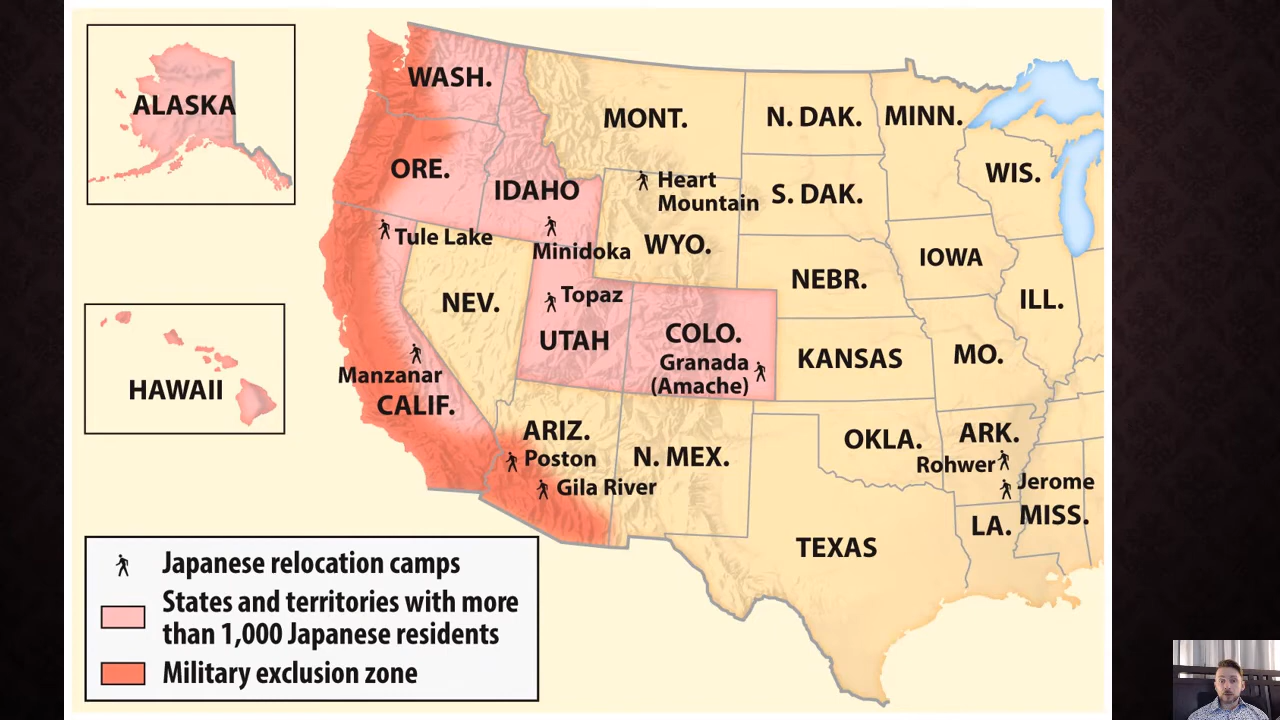 ALASKA
HAWAII
WASH.
ORE.
IDAHO
MONT.
N. DAK.
MINN.
WIS.
S. DAK.
Heart
Mountain
WYO.
Tule Lake
Minidoka
NEV.
Topaz
UTAH
COLO.
Granada
(Amache)
NEBR.
IOWA
ILL.
KANSAS
MO.
Manzanar
CALIF.
ARIZ.
Poston
Gila River
N. MEX.
OKLA.
ARK.
Rohwer
Jerome
MISS.
LA.
TEXAS
Japanese relocation camps
States and territories with more
than 1,000 Japanese residents
Military exclusion zone